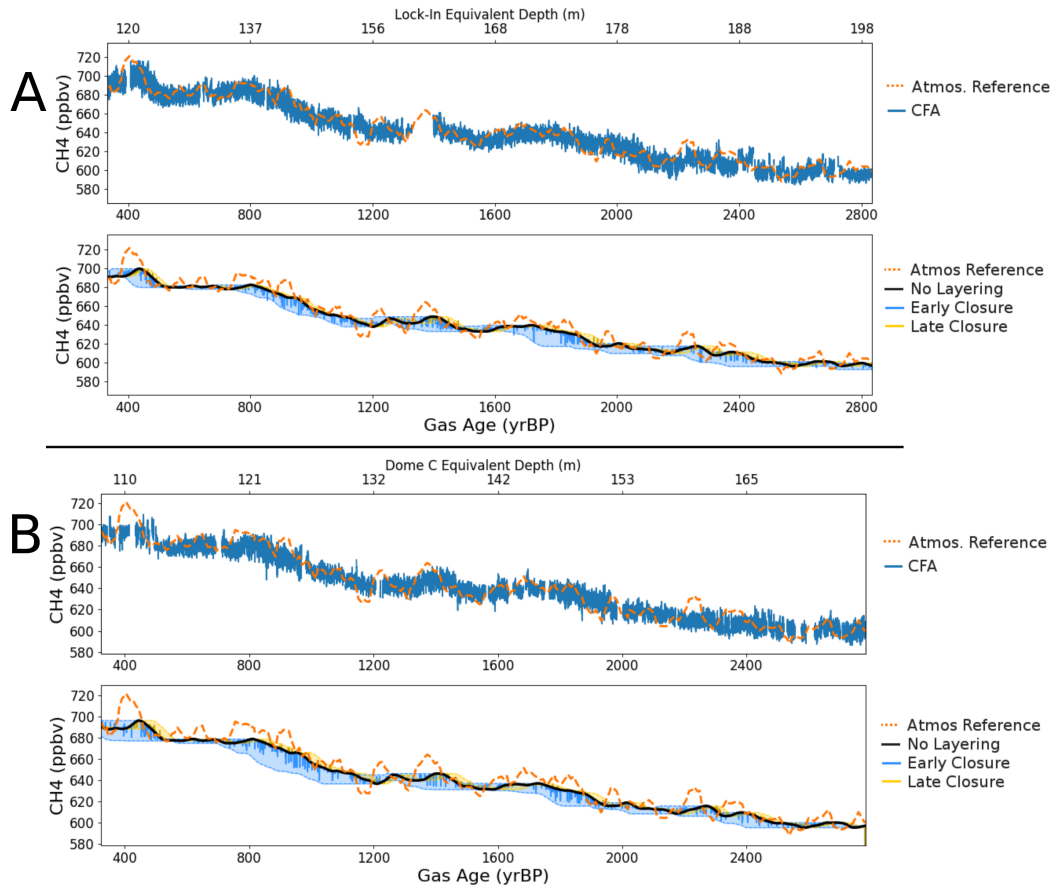 Lock-In Equivalent Depth (m)
120 137 156 168 178 188 198
A
CH4 (ppbv)
720
700
680
660
640
620
600
580
400 800 1200 1600 2000 2400 2800
Atmos. Reference
CFA
CH4 (ppbv)
720
700
680
660
640
620
600
580
400 800 1200 1600 2000 2400 2800
Gas Age (yrBP)
Atmos Reference
No Layering
Early Closure
Late Closure
Dome C Equivalent Depth (m)
110 121 132 142 153 165
B
CH4 (ppbv)
720
700
680
660
640
620
600
580
400 800 1200 1600 2000 2400
Atmos. Reference
CFA
CH4 (ppbv)
720
700
680
660
640
620
600
580
400 800 1200 1600 2000 2400
Gas Age (yrBP)
Atmos Reference
No Layering
Early Closure
Late Closure